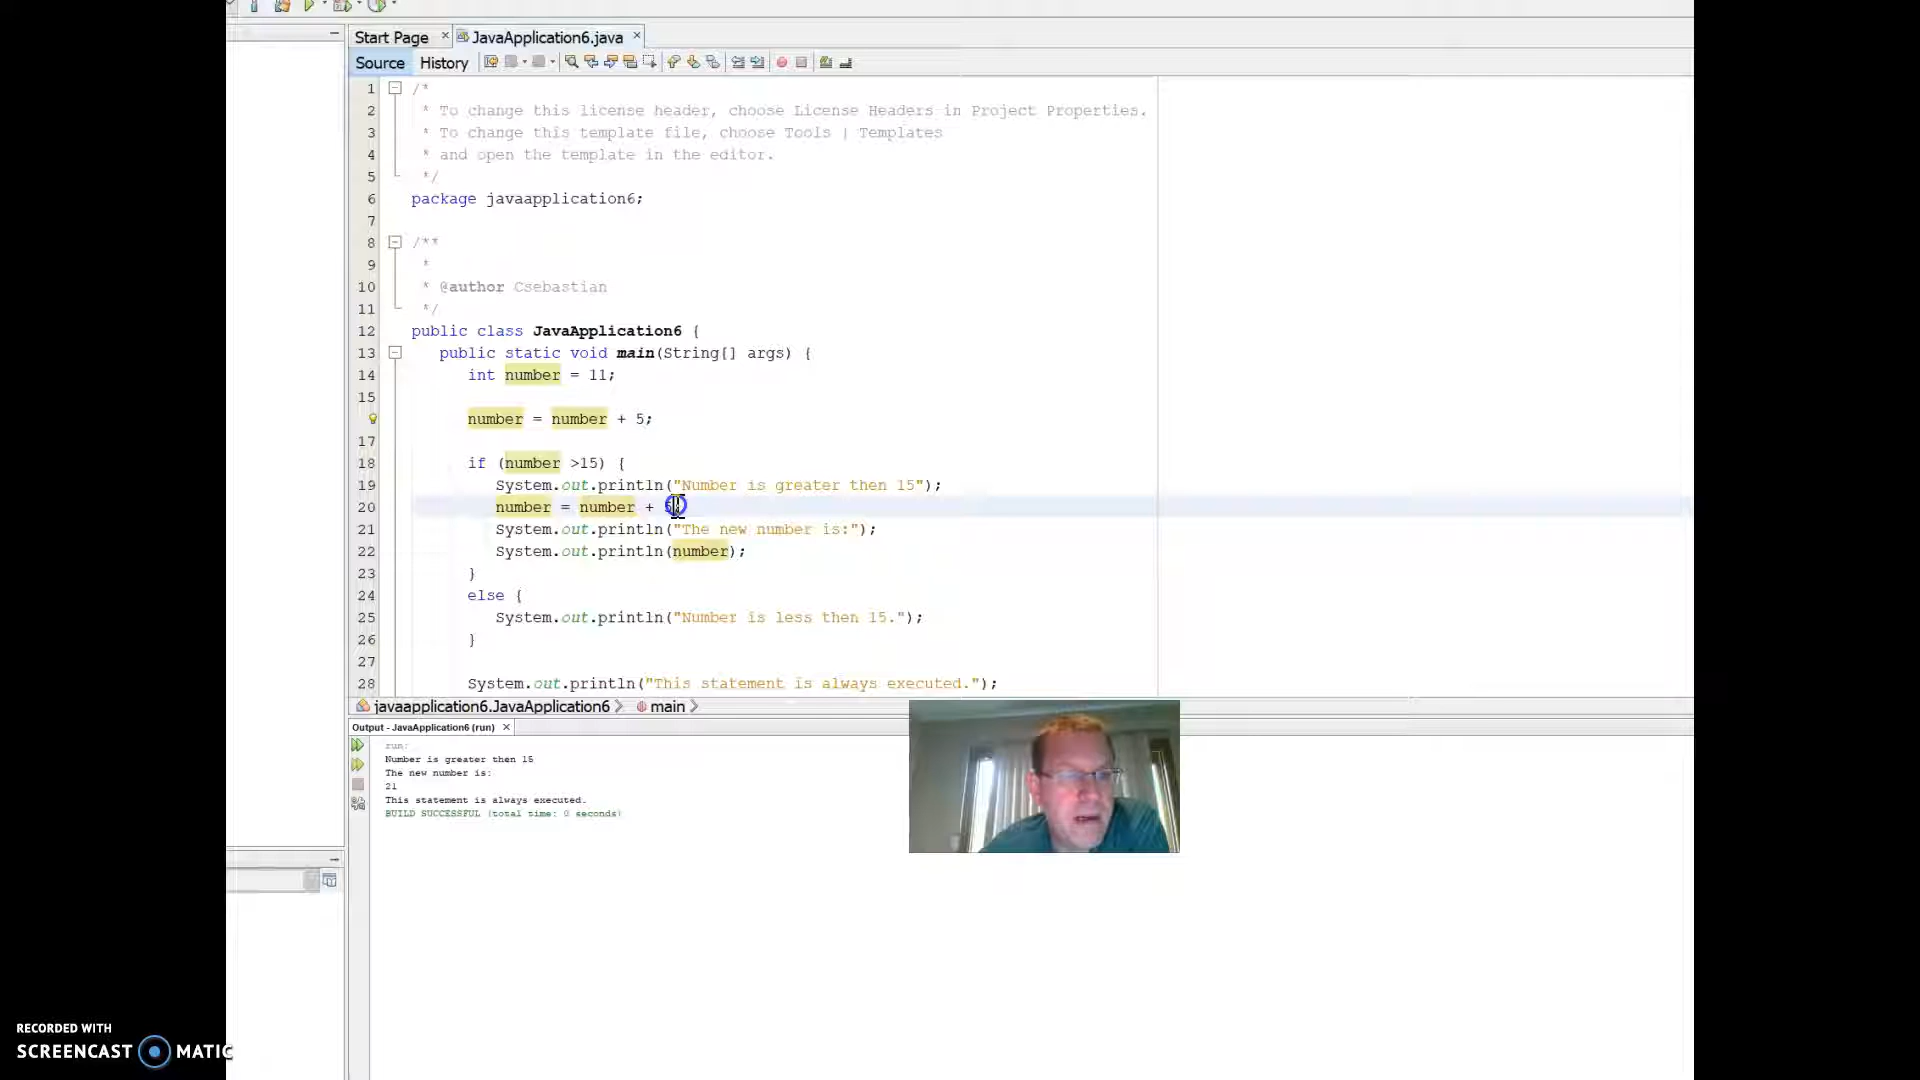 Start Page
JavaApplication6.java
Source History
1 /*
2 * To change this license header, choose License Headers in Project Properties.
3 * To change this template file, choose Tools | Templates
4 * and open the template in the editor.
5 */
6 package javaapplication6;
7
8 /**
9 *
10 * @author Csebastian
11 */
12 public class JavaApplication6 {
13 public static void main(String[] args) {
14 int number = 11;
15
number = number + 5;
17
18 if (number >15) {
19 System.out.println("Number is greater then 15");
20 number = number +
21 System.out.println("The new number is:");
22 System.out.println(number);
23 }
24 else {
25 System.out.println("Number is less then 15.");
26 }
27
28 System.out.println("This statement is always executed.");
javaapplication6.JavaApplication6 main
Output - JavaApplication6 (run)
run:
Number is greater then 15
The new number is:
21
This statement is always executed.
BUILD SUCCESSFUL (total time: 0 seconds)
RECORDED WITH
SCREENCAST MATIC